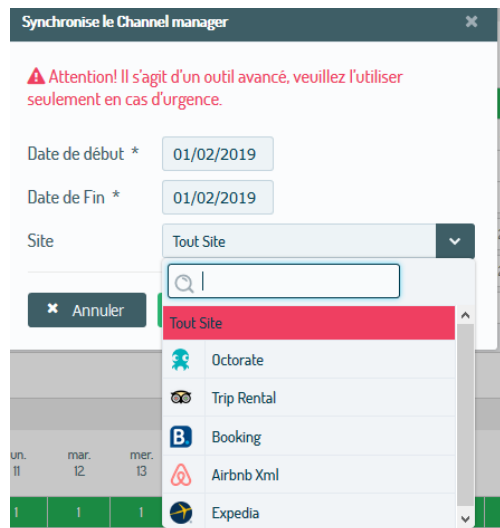 Synchronise le Channel manager
Attention! Il s'agit d'un outil avancé, veuillez l'utiliser
seulement en cas d'urgence.
Date de début *
01/02/2019
Date de Fin *
01/02/2019
Site
Tout Site
Annuler
Tout Site
Octorate
Trip Rental
B.
Booking
Airbnb Xml
Expedia
un. mar. mer.
11 12 13
1 1 1